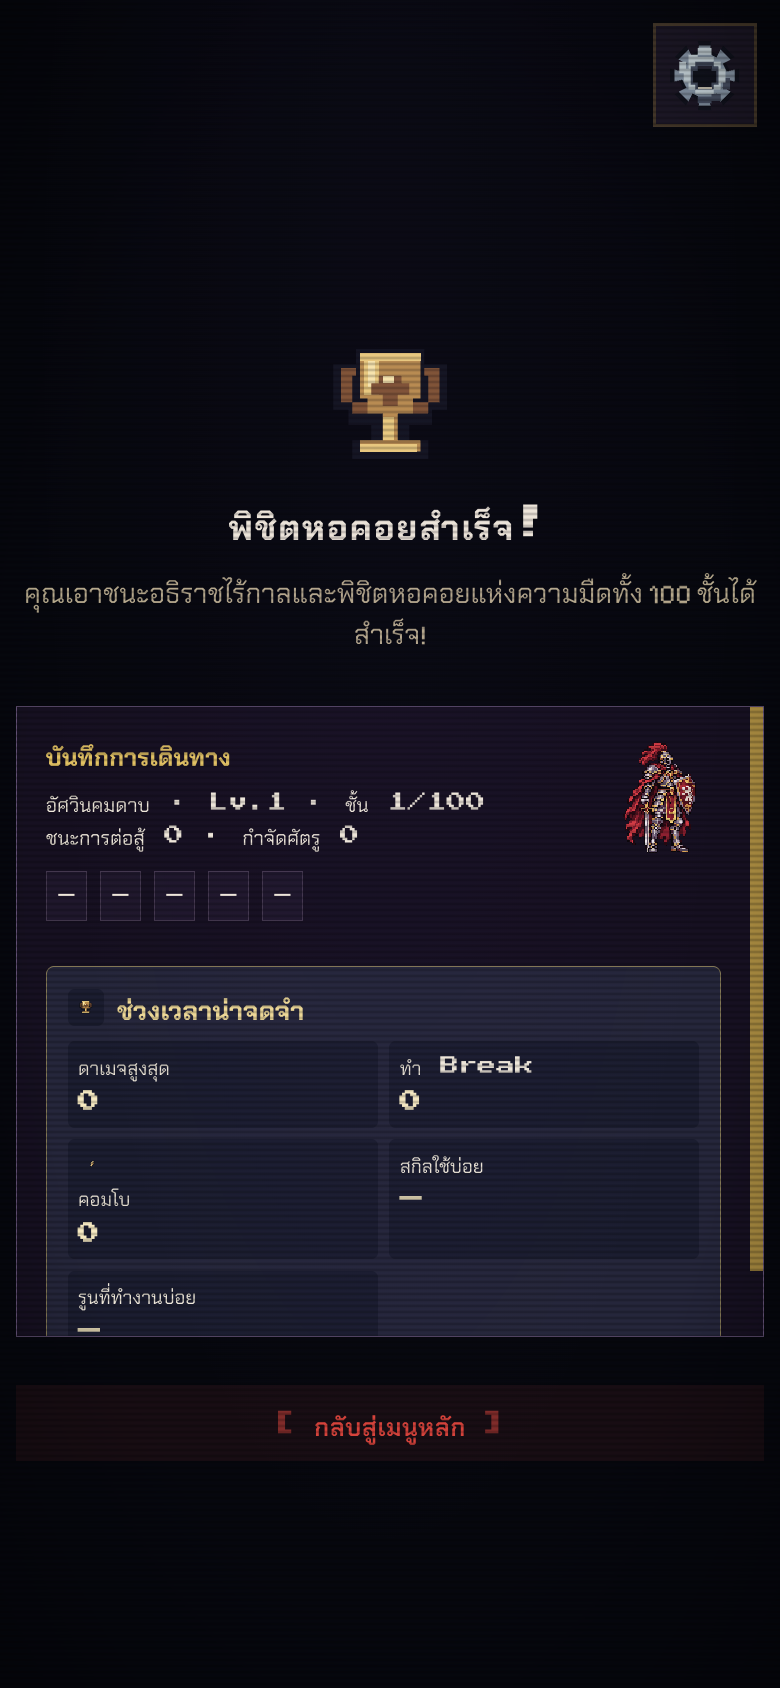 พิชิตหอคอยสำเร็จ!
คุณเอาชนะอธิราชไร้กาลและพิชิตหอคอยแห่งความมืดทั้ง 100 ชั้นได้
สำเร็จ!
บันทึกการเดินทาง
อัศวินคมดาบ · Lv.1 · ชั้น 1/100
ชนะการต่อสู้ 0 · กำจัดศัตรู 0
— — — — —
ช่วงเวลาน่าจดจำ
ดาเมจสูงสุด
0
ทำ Break
0
คอมโบ
0
สกิลใช้บ่อย
—
รูนที่ทำงานบ่อย
—
[ กลับสู่เมนูหลัก ]